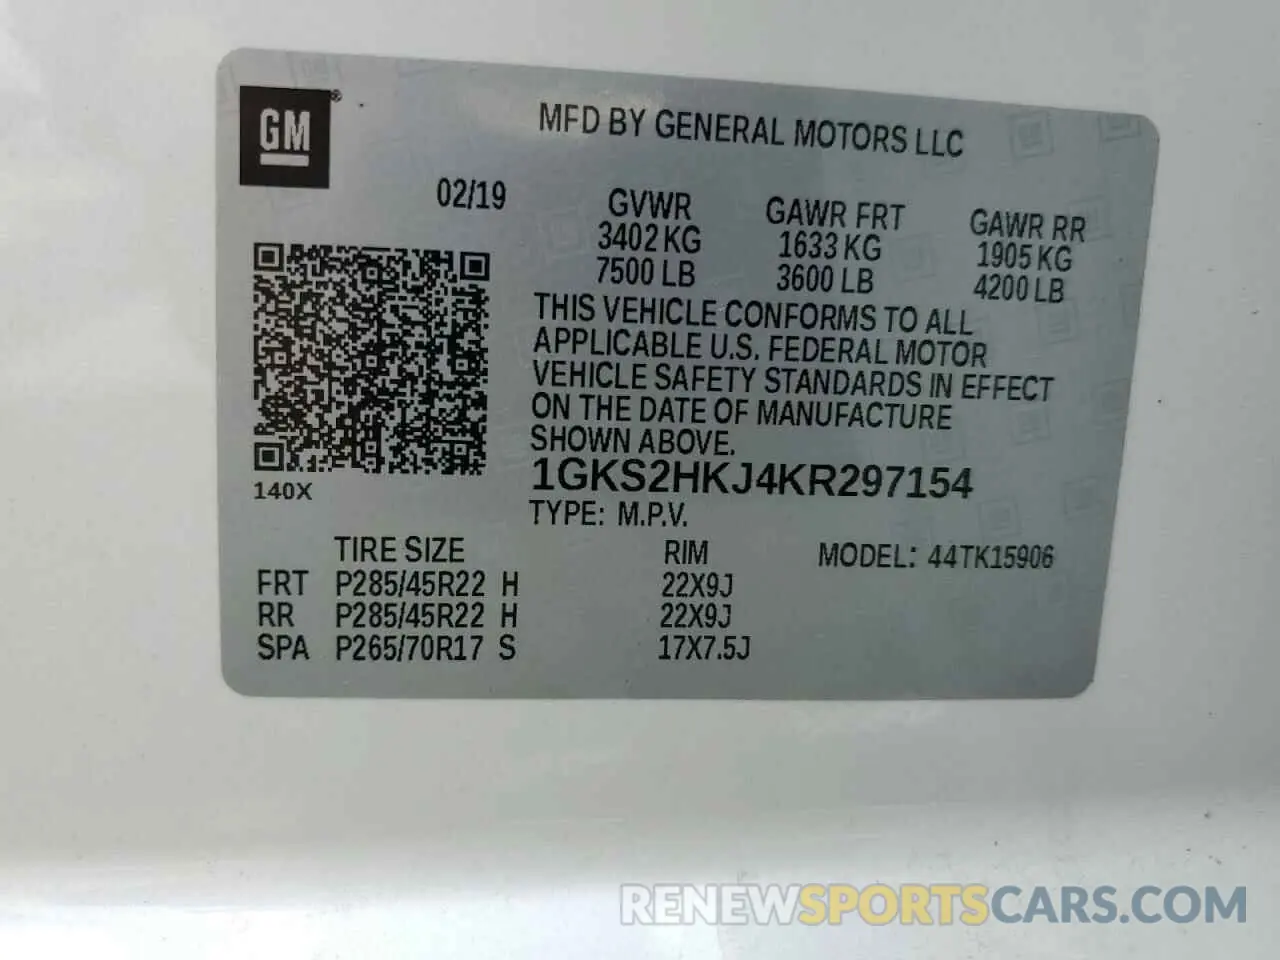 GM®
MFD BY GENERAL MOTORS LLC
02/19
GVWR GAWR FRT GAWR RR
3402 KG 1633 KG 1905 KG
7500 LB 3600 LB 4200 LB
THIS VEHICLE CONFORMS TO ALL
APPLICABLE U.S. FEDERAL MOTOR
VEHICLE SAFETY STANDARDS IN EFFECT
ON THE DATE OF MANUFACTURE
SHOWN ABOVE.
140X
1GKS2HKJ4KR297154
TYPE: M.P.V.
TIRE SIZE RIM MODEL: 44TK15906
FRT P285/45R22 H 22X9J
RR P285/45R22 H 22X9J
SPA P265/70R17 S 17X7.5J
RENEWSPORTSCARS.COM